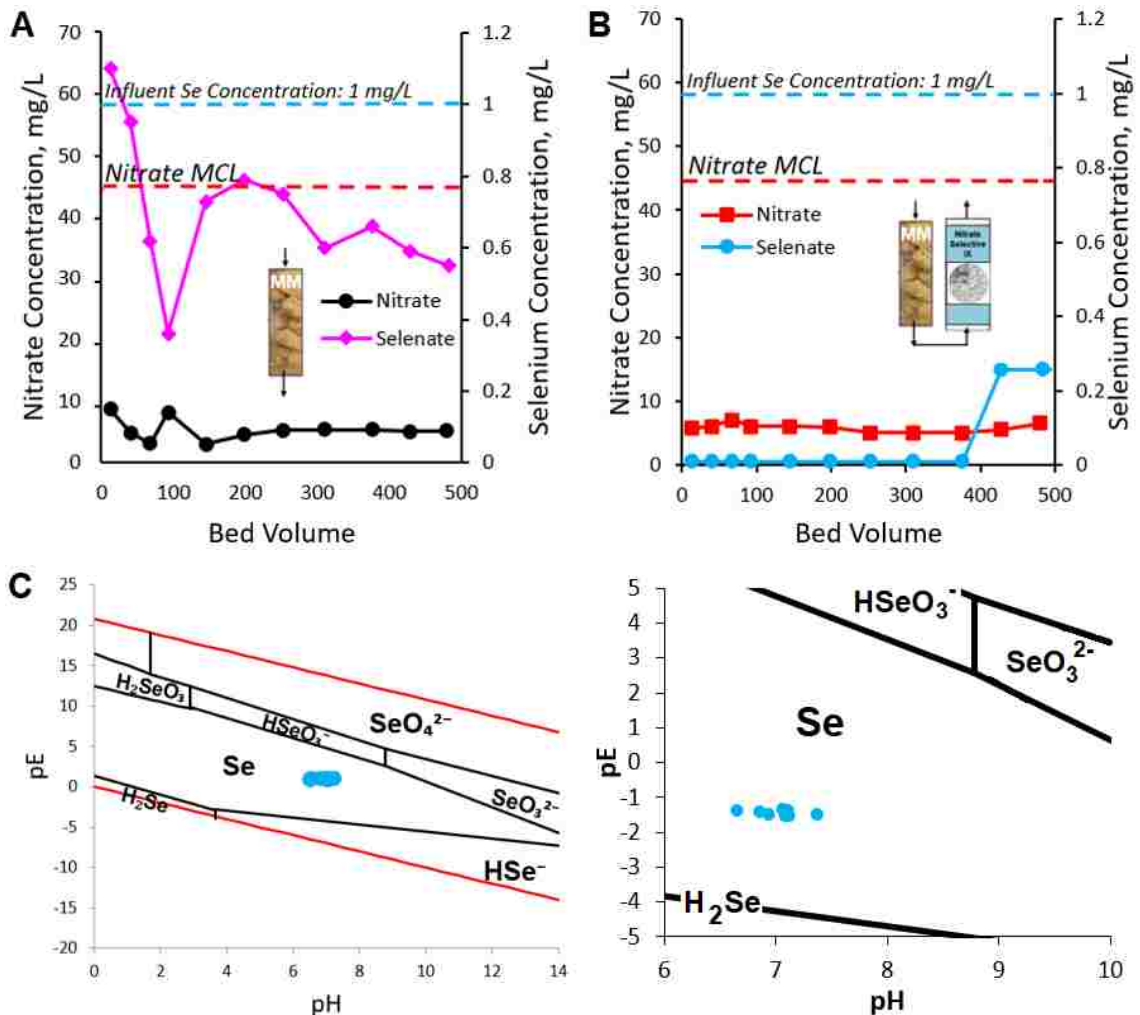 A
Nitrate Concentration, mg/L
70
60
50
40
30
20
10
0
Influent Se Concentration: 1 mg/L
Nitrate MCL
MM
Nitrate
Selenate
1.2
1
0.8
0.6
0.4
0.2
0
Selenium Concentration, mg/L
0 100 200 300 400 500
Bed Volume
B
Nitrate Concentration, mg/L
70
60
50
40
30
20
10
0
Influent Se Concentration: 1 mg/L
Nitrate MCL
Nitrate
Selenate
MM
Nitrate
Selective
IX
1.2
1
0.8
0.6
0.4
0.2
0
Selenium Concentration, mg/L
0 100 200 300 400 500
Bed Volume
C
pE
25
20
15
10
5
0
-5
-10
-15
-20
H₂SeO₃
HSeO₃⁻
SeO₄²⁻
Se
H₂Se
SeO₃²⁻
HSe⁻
0 2 4 6 8 10 12 14
pH
pE
5
4
3
2
1
0
-1
-2
-3
-4
-5
HSeO₃⁻
SeO₃²⁻
Se
H₂Se
6 7 8 9 10
pH